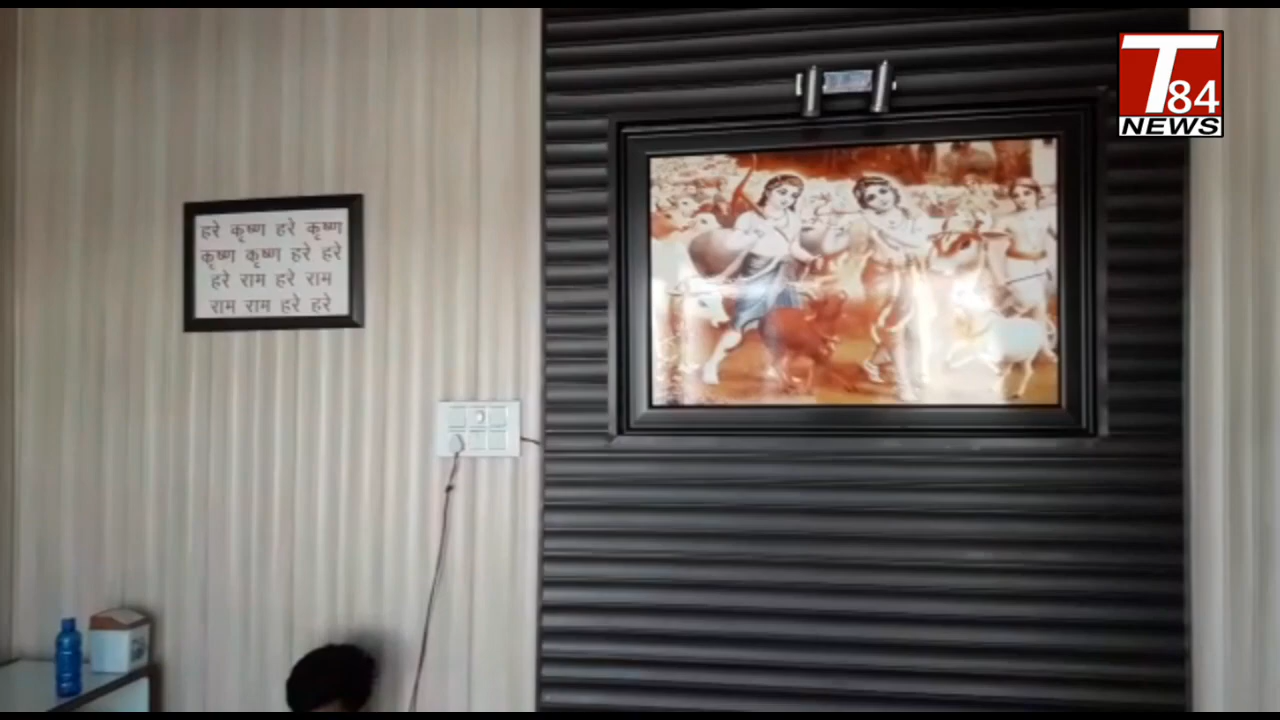 हरे कृष्ण हरे कृष्ण
कृष्ण कृष्ण हरे हरे
हरे राम हरे राम
राम राम हरे हरे
T84
NEWS